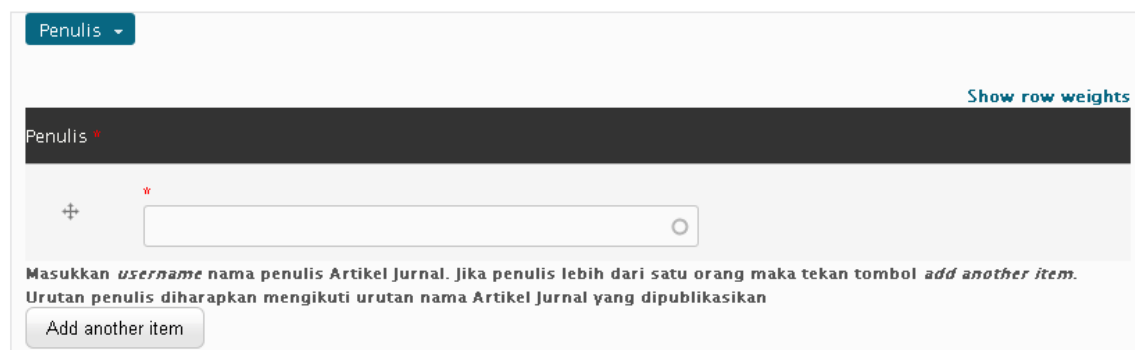 Penulis
Show row weights
Penulis *
*
Masukkan username nama penulis Artikel Jurnal. Jika penulis lebih dari satu orang maka tekan tombol add another item.
Urutan penulis diharapkan mengikuti urutan nama Artikel Jurnal yang dipublikasikan
Add another item